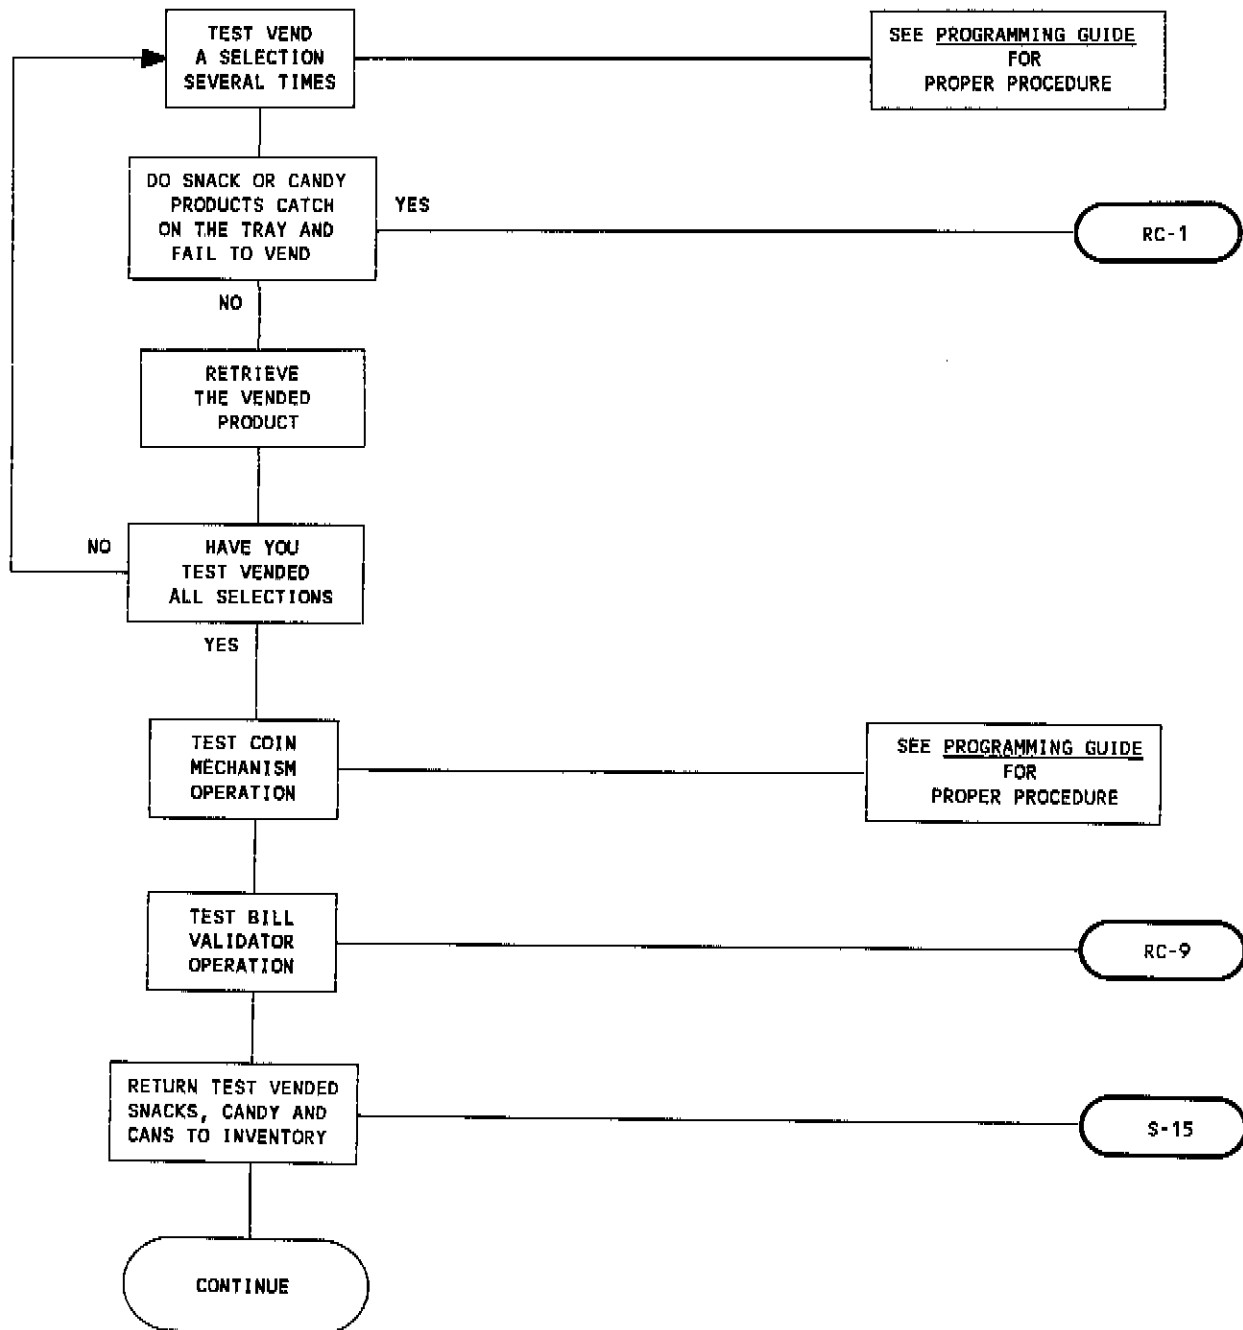 TEST VEND
A SELECTION
SEVERAL TIMES
SEE PROGRAMMING GUIDE
FOR
PROPER PROCEDURE
DO SNACK OR CANDY
PRODUCTS CATCH
ON THE TRAY AND
FAIL TO VEND
YES
RC-1
NO
RETRIEVE
THE VENDED
PRODUCT
NO
HAVE YOU
TEST VENDED
ALL SELECTIONS
YES
TEST COIN
MECHANISM
OPERATION
SEE PROGRAMMING GUIDE
FOR
PROPER PROCEDURE
TEST BILL
VALIDATOR
OPERATION
RC-9
RETURN TEST VENDED
SNACKS, CANDY AND
CANS TO INVENTORY
S-15
CONTINUE